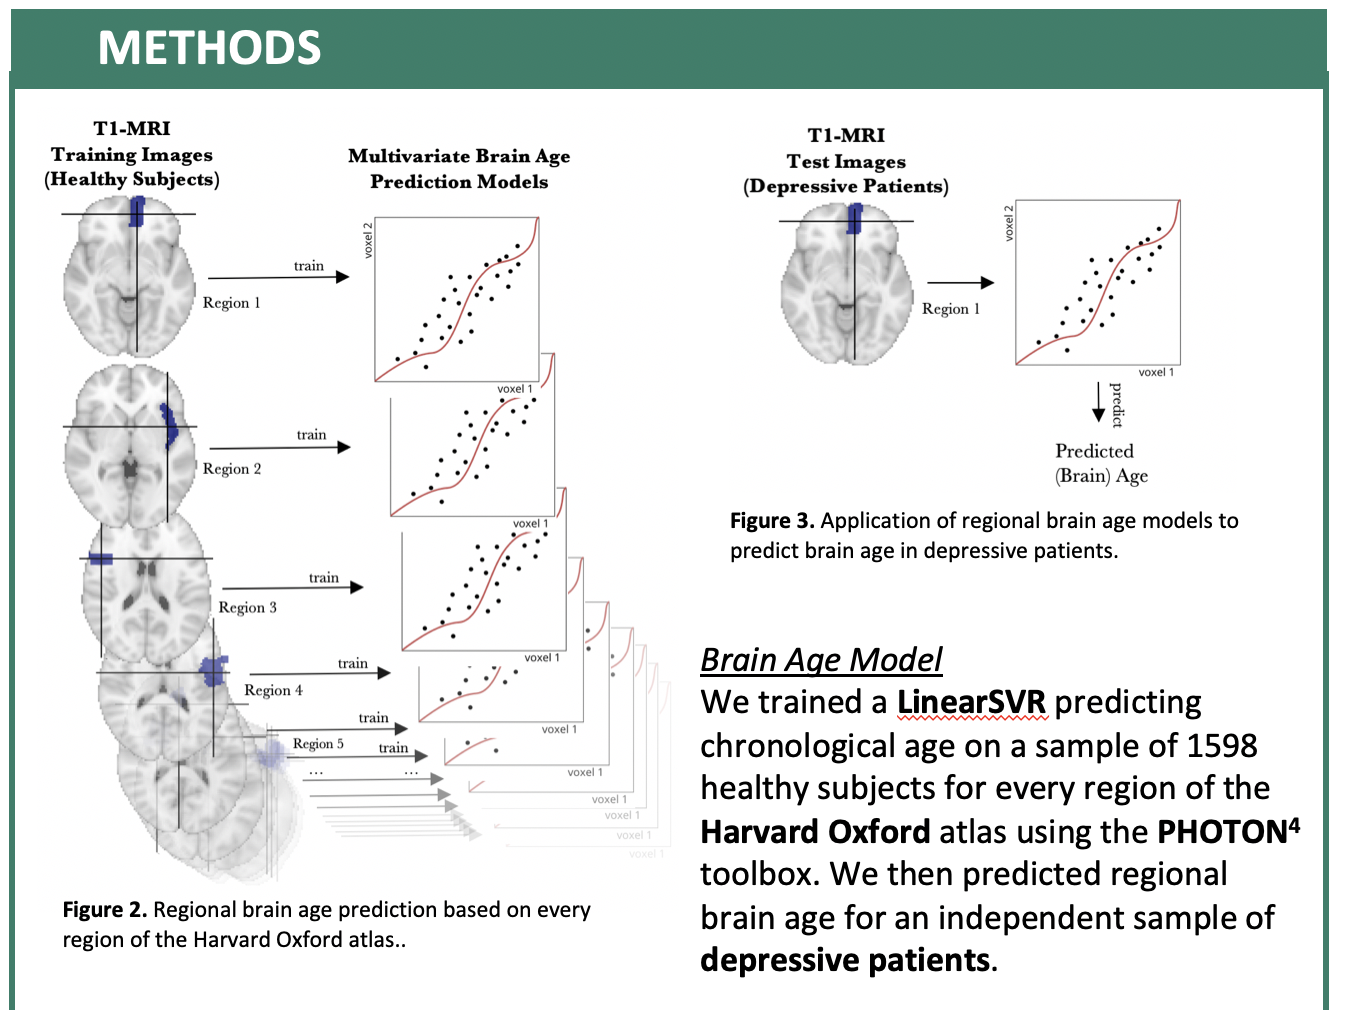 METHODS
T1-MRI
Training Images
(Healthy Subjects)
Multivariate Brain Age
Prediction Models
voxel 2
train
Region 1
voxel 1
train
Region 2
voxel 1
train
Region 3
voxel 1
train
Region 4
voxel 1
train
Region 5
train
voxel 1
... ...
voxel 1
voxel 1
voxel 1
voxel 1
Figure 2. Regional brain age prediction based on every
region of the Harvard Oxford atlas..
T1-MRI
Test Images
(Depressive Patients)
voxel 2
Region 1
voxel 1
predict
Predicted
(Brain) Age
Figure 3. Application of regional brain age models to
predict brain age in depressive patients.
Brain Age Model
We trained a LinearSVR predicting
chronological age on a sample of 1598
healthy subjects for every region of the
Harvard Oxford atlas using the PHOTON⁴
toolbox. We then predicted regional
brain age for an independent sample of
depressive patients.